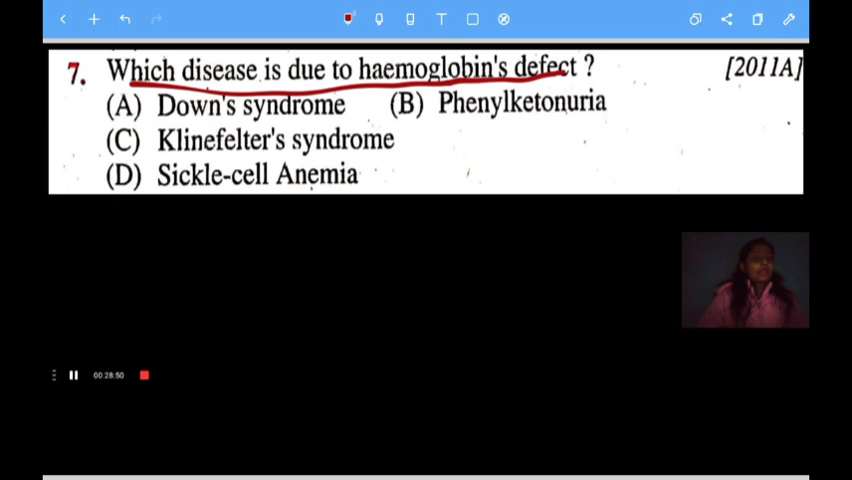 T
7. Which disease is due to haemoglobin's defect ? [2011A]
(A) Down's syndrome (B) Phenylketonuria
(C) Klinefelter's syndrome
(D) Sickle-cell Anemia
00:28:50